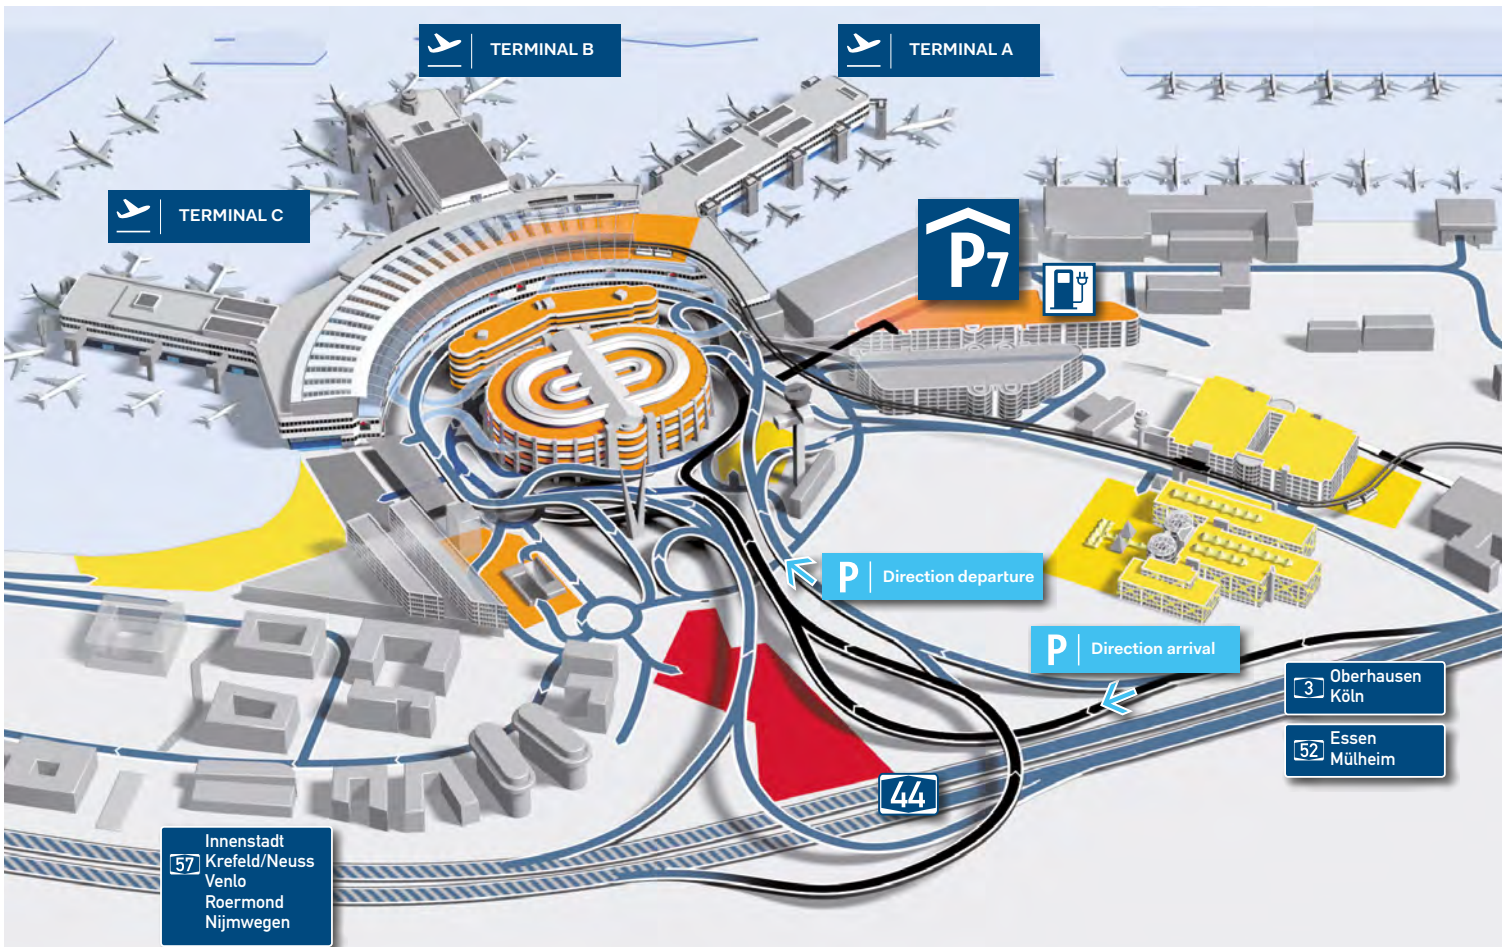 TERMINAL B
TERMINAL A
TERMINAL C
P7
P Direction departure
P Direction arrival
3 Oberhausen
Köln
52 Essen
Mülheim
44
57 Innenstadt
Krefeld/Neuss
Venlo
Roermond
Nijmwegen